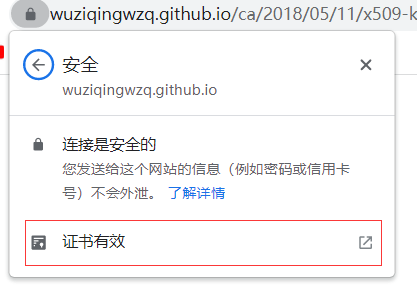 wuziqingwzq.github.io/ca/2018/05/11/x509-k
安全
wuziqingwzq.github.io
连接是安全的
您发送给这个网站的信息（例如密码或信用卡
号）不会外泄。 了解详情
证书有效